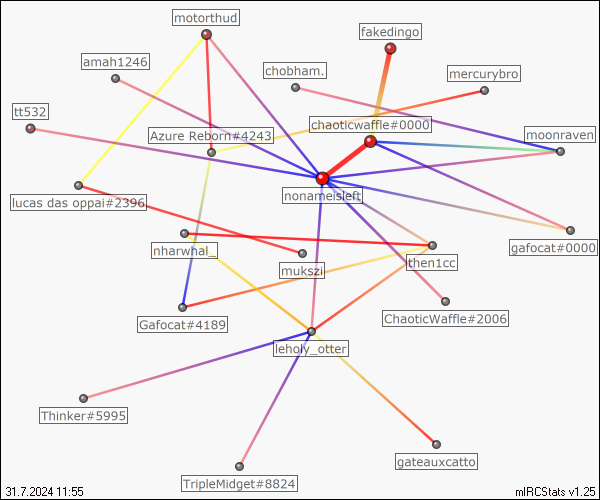 motorthud
fakedingo
amah1246
chobham.
mercurybro
tt532
chaoticwaffle#0000
Azure Reborn#4243
moonraven
nonameisleft
lucas das oppai#2396
nharwhal_
gafocat#0000
then1cc
mukszi
ChaoticWaffle#2006
Gafocat#4189
leholy_otter
Thinker#5995
gateauxcatto
TripleMidget#8824
31.7.2024 11:55
mIRCStats v1.25